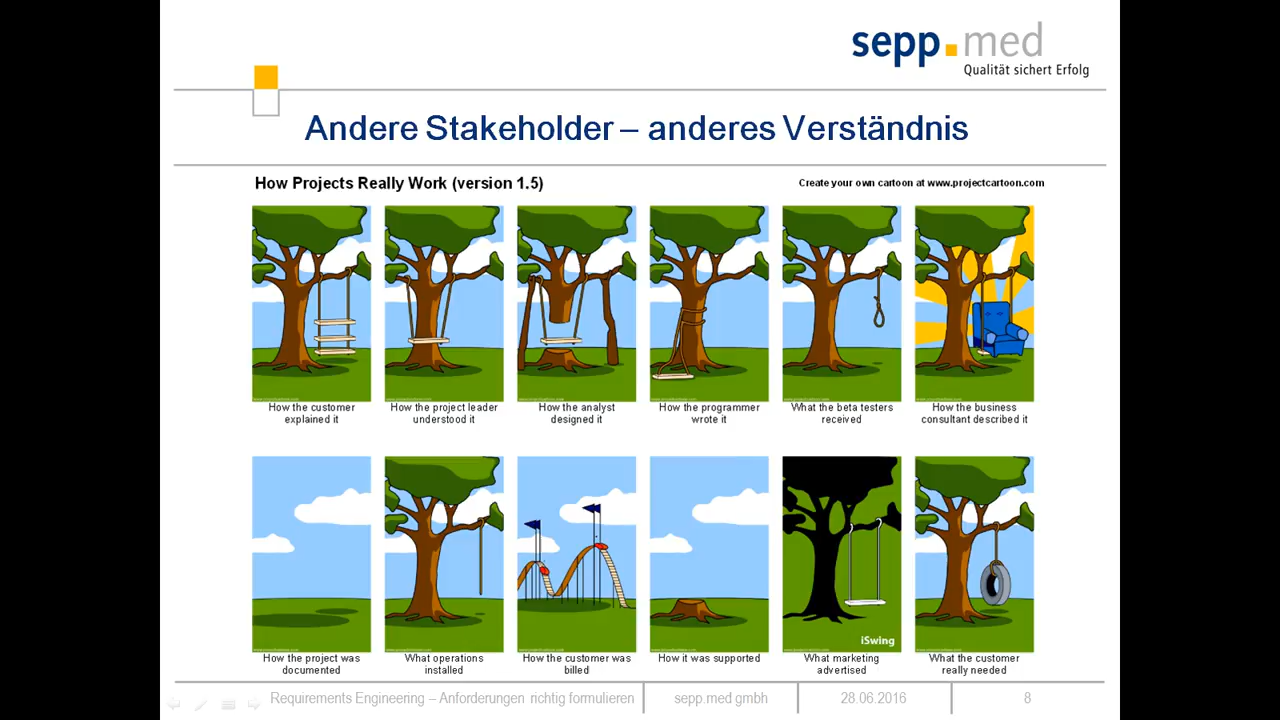 sepp.med
Qualität sichert Erfolg
Andere Stakeholder – anderes Verständnis
How Projects Really Work (version 1.5)
Create your own cartoon at www.projectcartoon.com
How the customer
explained it
How the project leader
understood it
How the analyst
designed it
How the programmer
wrote it
What the beta testers
received
How the business
consultant described it
How the project was
documented
What operations
installed
How the customer was
billed
How it was supported
iSwing
What marketing
advertised
What the customer
really needed
Requirements Engineering – Anforderungen richtig formulieren
sepp.med gmbh
28.06.2016
8